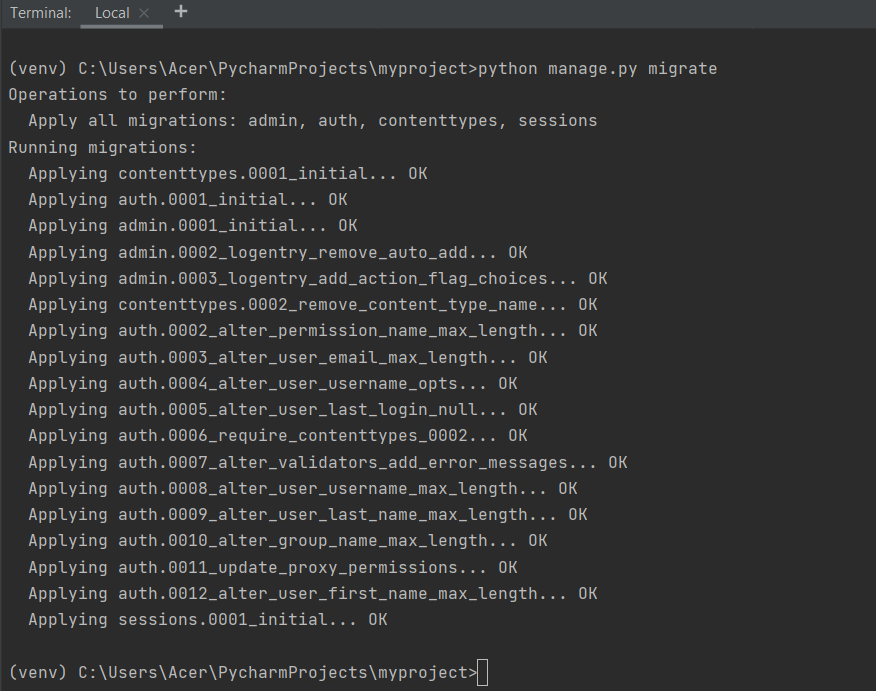 Terminal: Local × +
(venv) C:\Users\Acer\PycharmProjects\myproject>python manage.py migrate
Operations to perform:
  Apply all migrations: admin, auth, contenttypes, sessions
Running migrations:
  Applying contenttypes.0001_initial... OK
  Applying auth.0001_initial... OK
  Applying admin.0001_initial... OK
  Applying admin.0002_logentry_remove_auto_add... OK
  Applying admin.0003_logentry_add_action_flag_choices... OK
  Applying contenttypes.0002_remove_content_type_name... OK
  Applying auth.0002_alter_permission_name_max_length... OK
  Applying auth.0003_alter_user_email_max_length... OK
  Applying auth.0004_alter_user_username_opts... OK
  Applying auth.0005_alter_user_last_login_null... OK
  Applying auth.0006_require_contenttypes_0002... OK
  Applying auth.0007_alter_validators_add_error_messages... OK
  Applying auth.0008_alter_user_username_max_length... OK
  Applying auth.0009_alter_user_last_name_max_length... OK
  Applying auth.0010_alter_group_name_max_length... OK
  Applying auth.0011_update_proxy_permissions... OK
  Applying auth.0012_alter_user_first_name_max_length... OK
  Applying sessions.0001_initial... OK
(venv) C:\Users\Acer\PycharmProjects\myproject>